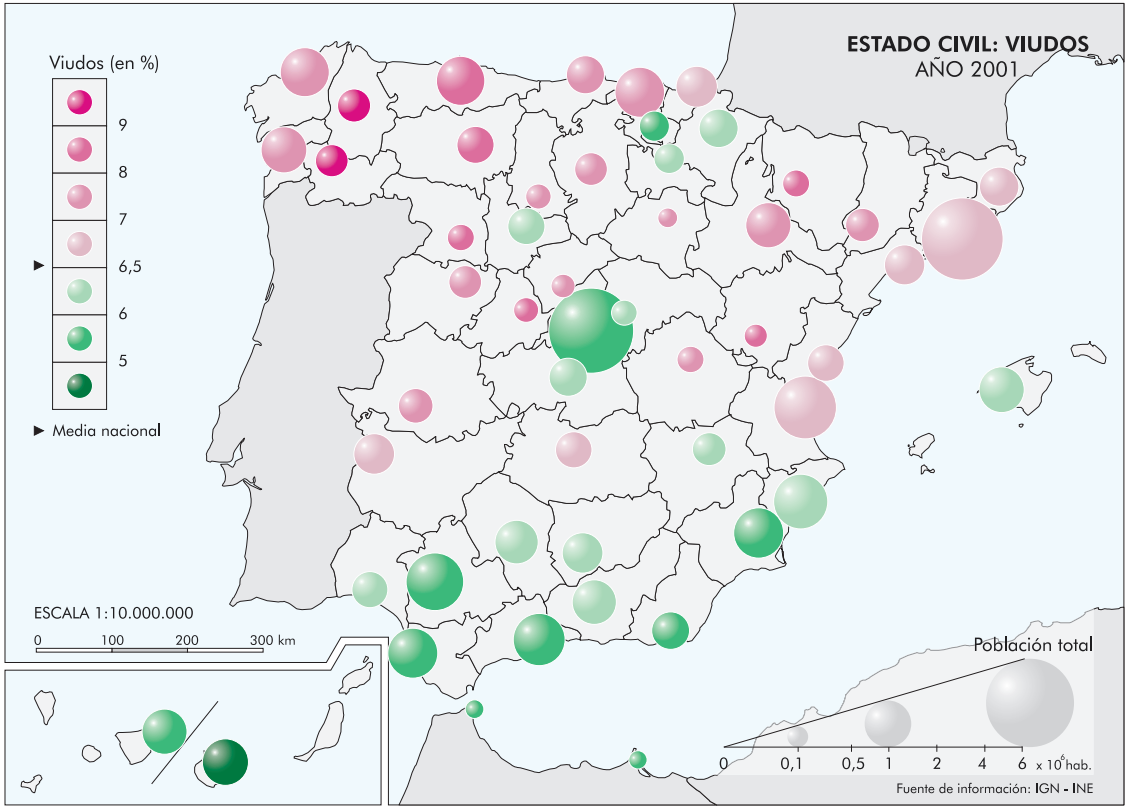 ESTADO CIVIL: VIUDOS
AÑO 2001
Viudos (en %)
9
8
7
6,5
6
5
► Media nacional
ESCALA 1:10.000.000
0 100 200 300 km
Población total
0 0,1 0,5 1 2 4 6 x 10⁶ hab.
Fuente de información: IGN - INE